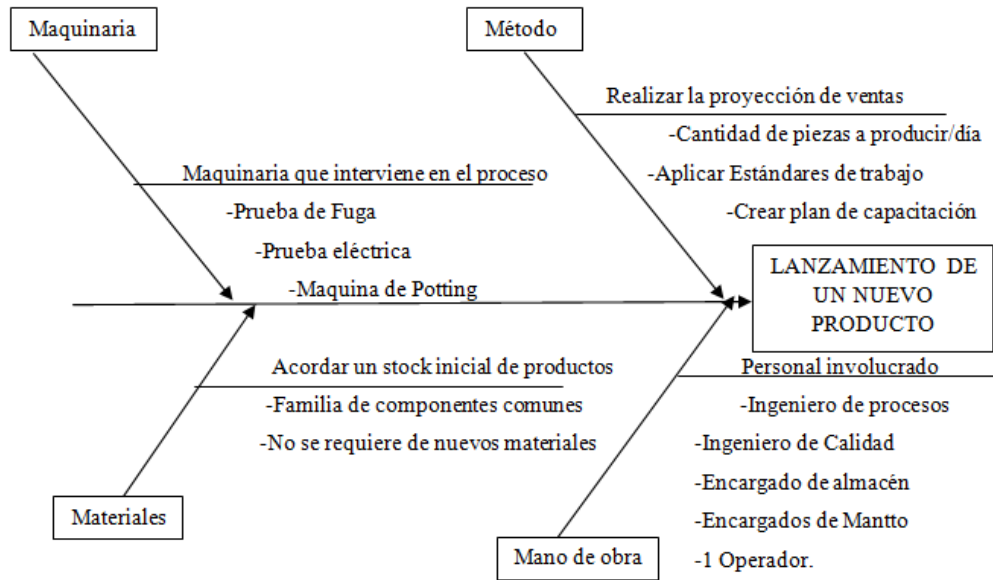 Maquinaria
Método
Realizar la proyección de ventas
-Cantidad de piezas a producir/día
-Aplicar Estándares de trabajo
-Crear plan de capacitación
Maquinaria que interviene en el proceso
-Prueba de Fuga
-Prueba eléctrica
-Maquina de Potting
LANZAMIENTO DE
UN NUEVO
PRODUCTO
Acordar un stock inicial de productos
-Familia de componentes comunes
-No se requiere de nuevos materiales
Materiales
Personal involucrado
-Ingeniero de procesos
-Ingeniero de Calidad
-Encargado de almacén
-Encargados de Mantto
-1 Operador.
Mano de obra